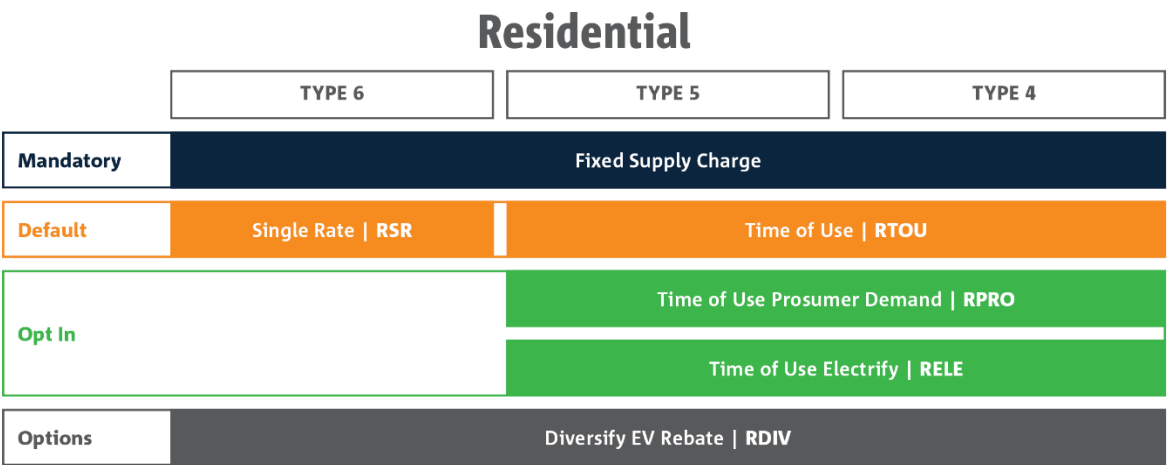 Residential
TYPE 6
TYPE 5
TYPE 4
Mandatory
Fixed Supply Charge
Default
Single Rate | RSR
Time of Use | RTOU
Opt In
Time of Use Prosumer Demand | RPRO
Time of Use Electrify | RELE
Options
Diversify EV Rebate | RDIV